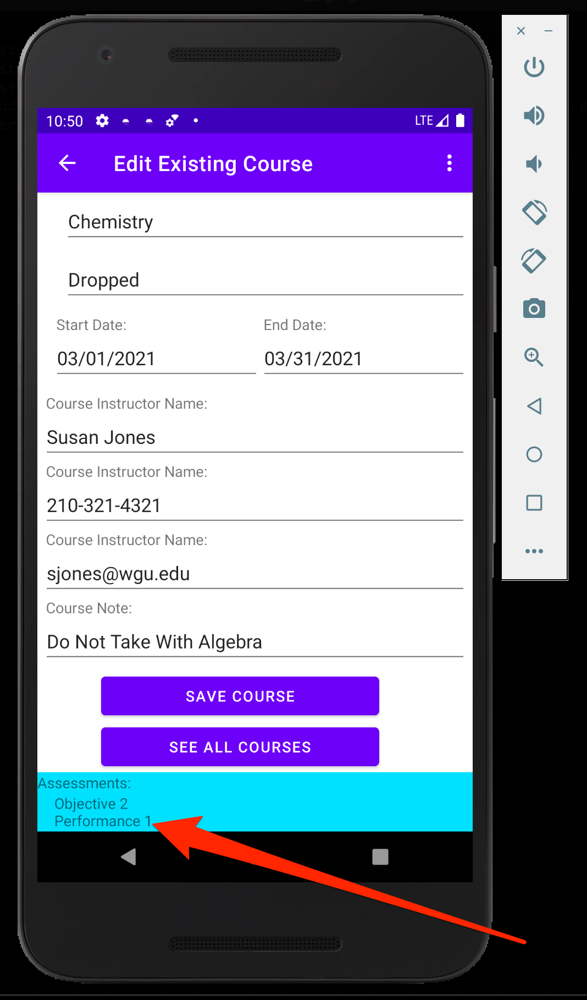 10:50
LTE
Edit Existing Course
Chemistry
Dropped
Start Date: End Date:
03/01/2021 03/31/2021
Course Instructor Name:
Susan Jones
Course Instructor Name:
210-321-4321
Course Instructor Name:
sjones@wgu.edu
Course Note:
Do Not Take With Algebra
SAVE COURSE
SEE ALL COURSES
Assessments:
Objective 2
Performance 1